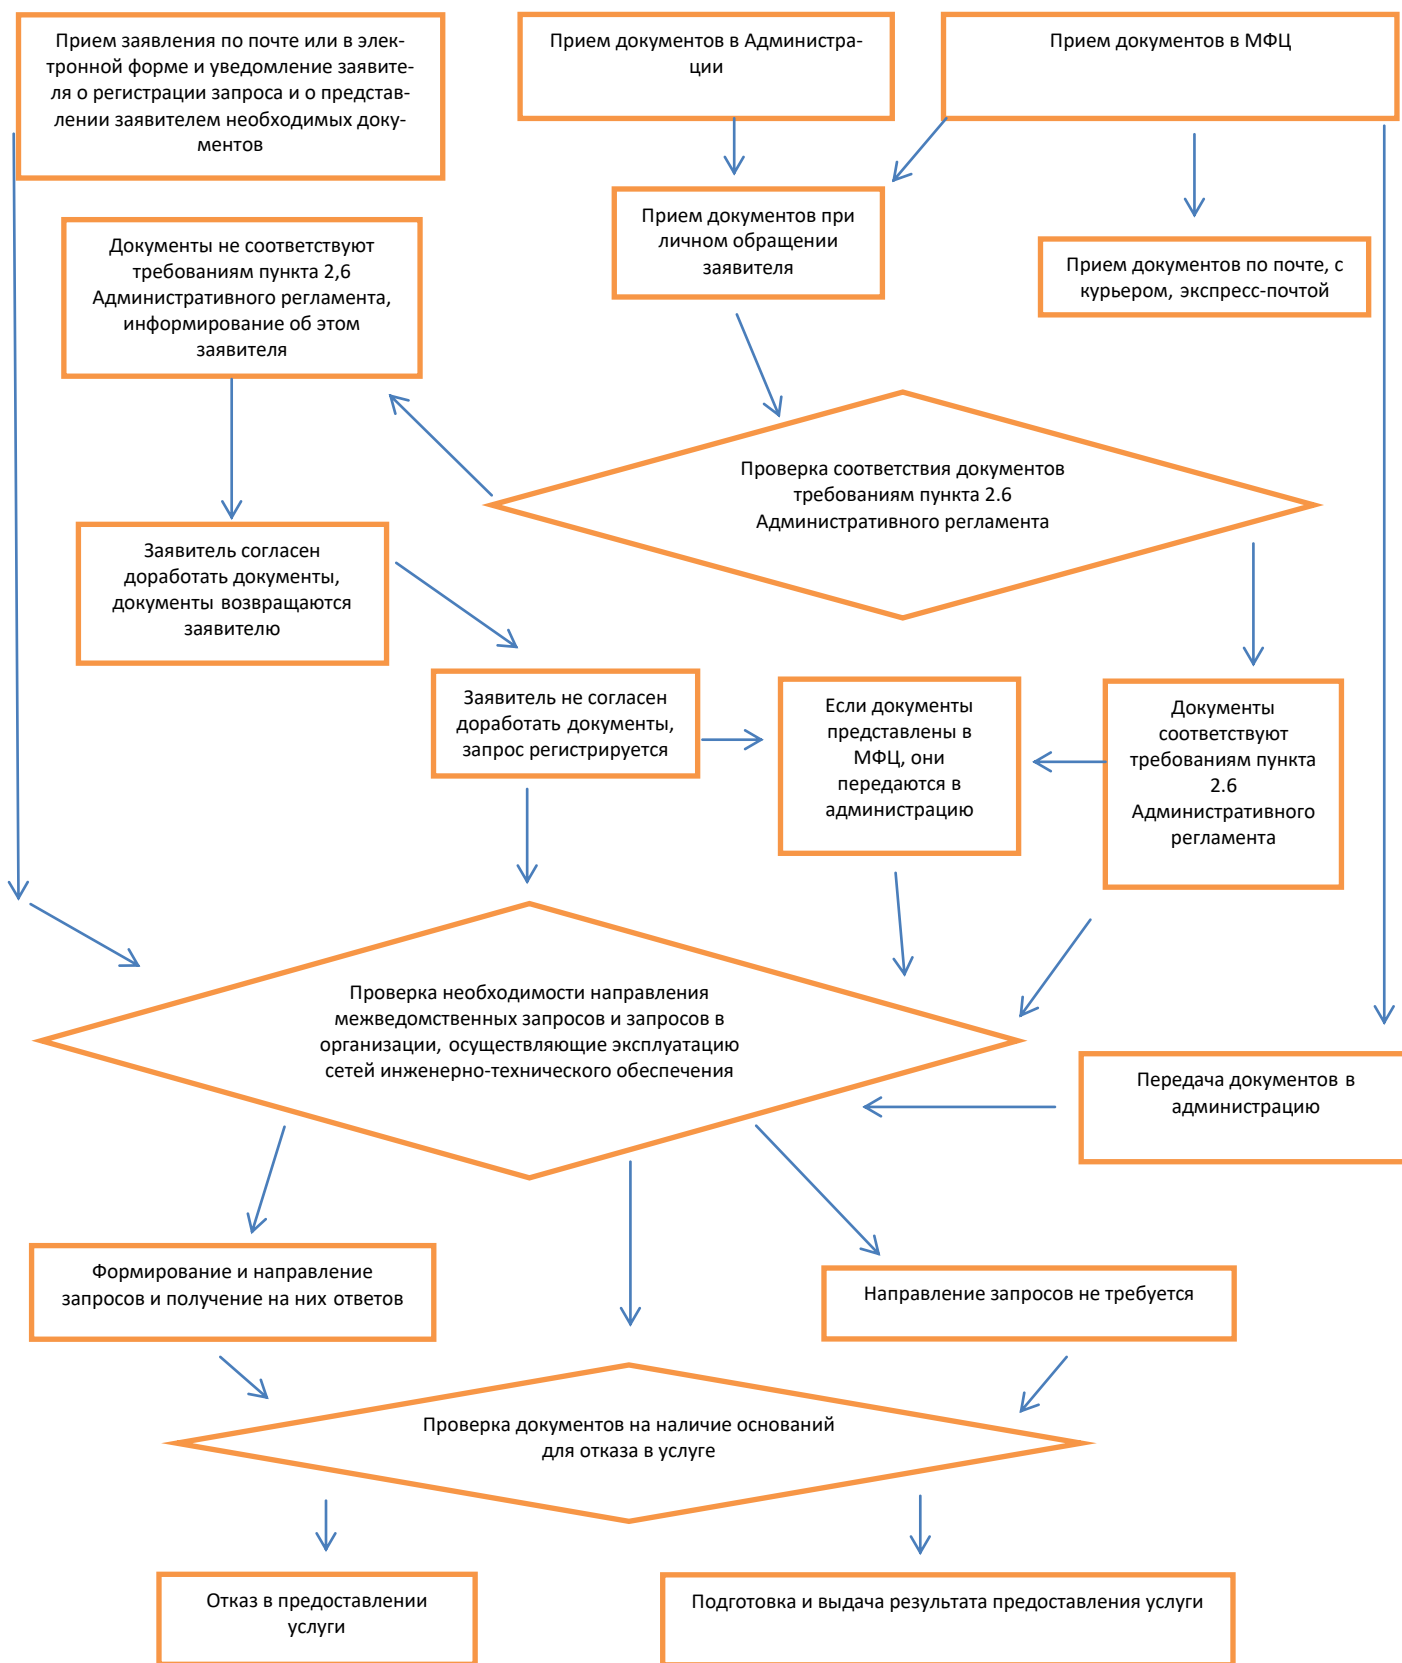 Прием заявления по почте или в элек-
тронной форме и уведомление заявите-
ля о регистрации запроса и о представ-
лении заявителем необходимых доку-
ментов
Прием документов в Администра-
ции
Прием документов в МФЦ
Прием документов при
личном обращении
заявителя
Документы не соответствуют
требованиям пункта 2,6
Административного регламента,
информирование об этом
заявителя
Прием документов по почте, с
курьером, экспресс-почтой
Проверка соответствия документов
требованиям пункта 2.6
Административного регламента
Заявитель согласен
доработать документы,
документы возвращаются
заявителю
Заявитель не согласен
доработать документы,
запрос регистрируется
Если документы
представлены в
МФЦ, они
передаются в
администрацию
Документы
соответствуют
требованиям пункта
2.6
Административного
регламента
Проверка необходимости направления
межведомственных запросов и запросов в
организации, осуществляющие эксплуатацию
сетей инженерно-технического обеспечения
Передача документов в
администрацию
Формирование и направление
запросов и получение на них ответов
Направление запросов не требуется
Проверка документов на наличие оснований
для отказа в услуге
Отказ в предоставлении
услуги
Подготовка и выдача результата предоставления услуги